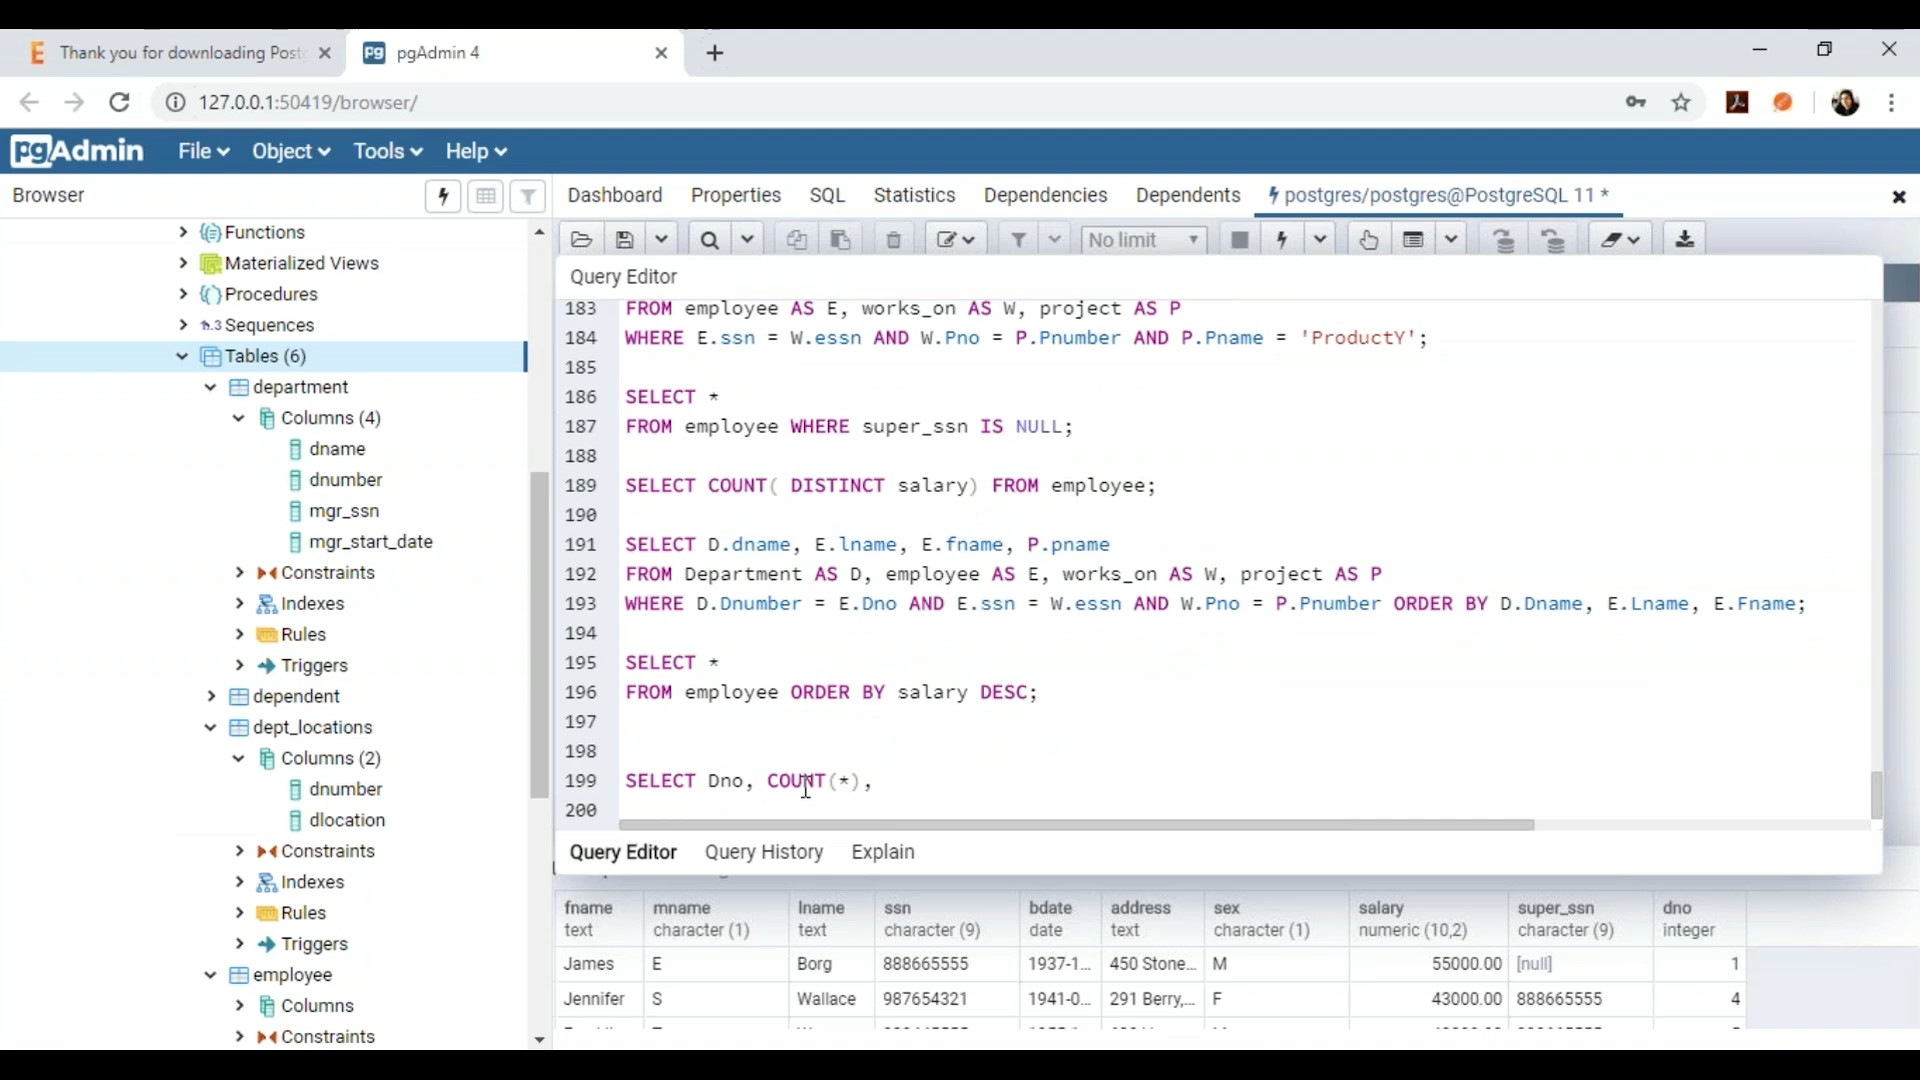 Thank you for downloading Post
pgAdmin 4
127.0.0.1:50419/browser/
pgAdmin
File
Object
Tools
Help
Browser
Dashboard
Properties
SQL
Statistics
Dependencies
Dependents
postgres/postgres@PostgreSQL 11 *
No limit
Functions
Materialized Views
Procedures
Sequences
Tables (6)
department
Columns (4)
dname
dnumber
mgr_ssn
mgr_start_date
Constraints
Indexes
Rules
Triggers
dependent
dept_locations
Columns (2)
dnumber
dlocation
Constraints
Indexes
Rules
Triggers
employee
Columns
Constraints
Query Editor
183 FROM employee AS E, works_on AS W, project AS P
184 WHERE E.ssn = W.essn AND W.Pno = P.Pnumber AND P.Pname = 'ProductY';
185
186 SELECT *
187 FROM employee WHERE super_ssn IS NULL;
188
189 SELECT COUNT( DISTINCT salary) FROM employee;
190
191 SELECT D.dname, E.lname, E.fname, P.pname
192 FROM Department AS D, employee AS E, works_on AS W, project AS P
193 WHERE D.Dnumber = E.Dno AND E.ssn = W.essn AND W.Pno = P.Pnumber ORDER BY D.Dname, E.Lname, E.Fname;
194
195 SELECT *
196 FROM employee ORDER BY salary DESC;
197
198
199 SELECT Dno, COUNT(*),
200
Query Editor Query History Explain
fname mname lname ssn bdate address sex salary super_ssn dno
text character (1) text character (9) date text character (1) numeric (10,2) character (9) integer
James E Borg 888665555 1937-1... 450 Stone... M 55000.00 [null] 1
Jennifer S Wallace 987654321 1941-0... 291 Berry,... F 43000.00 888665555 4